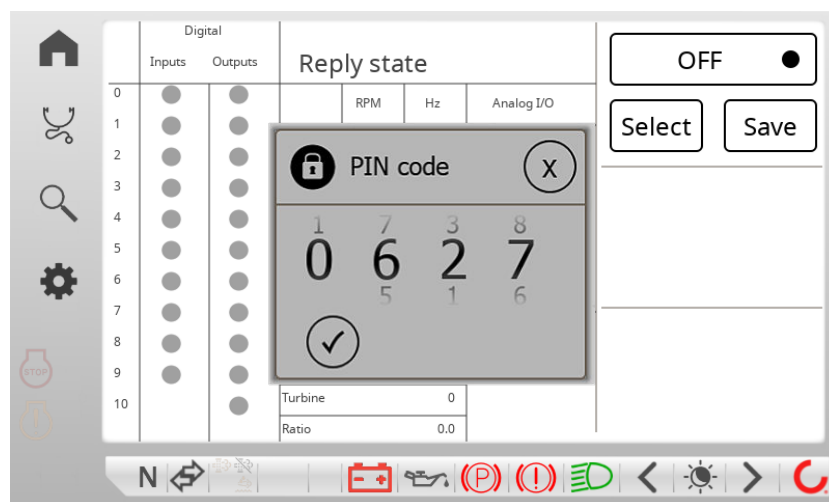 Digital
Inputs Outputs
Reply state
OFF
RPM Hz Analog I/O
Select Save
0
1
2
3
4
5
6
7
8
9
10
PIN code X
1 7 3 8
0 6 2 7
5 1 6
Turbine 0
Ratio 0.0
STOP
N
P